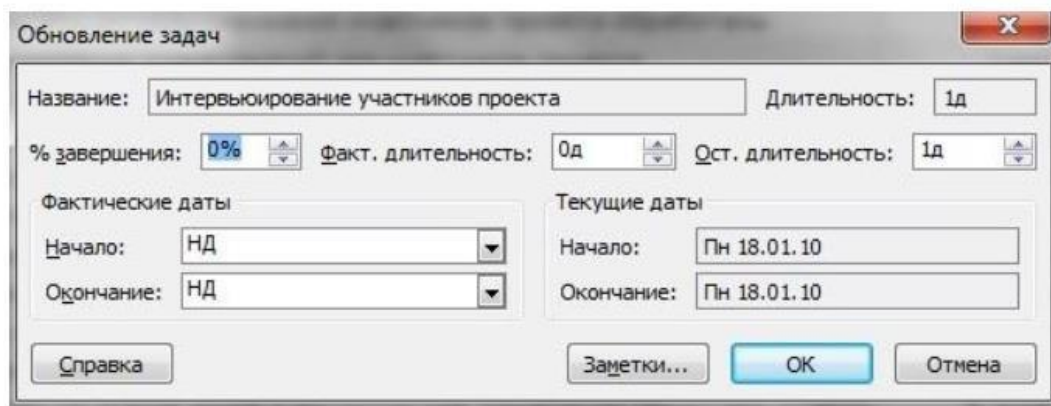 Обновление задач
Название: Интервьюирование участников проекта Длительность: 1д
% завершения: 0% Факт. длительность: 0д Ост. длительность: 1д
Фактические даты Текущие даты
Начало: НД Начало: Пн 18.01.10
Окончание: НД Окончание: Пн 18.01.10
Справка Заметки... ОК Отмена